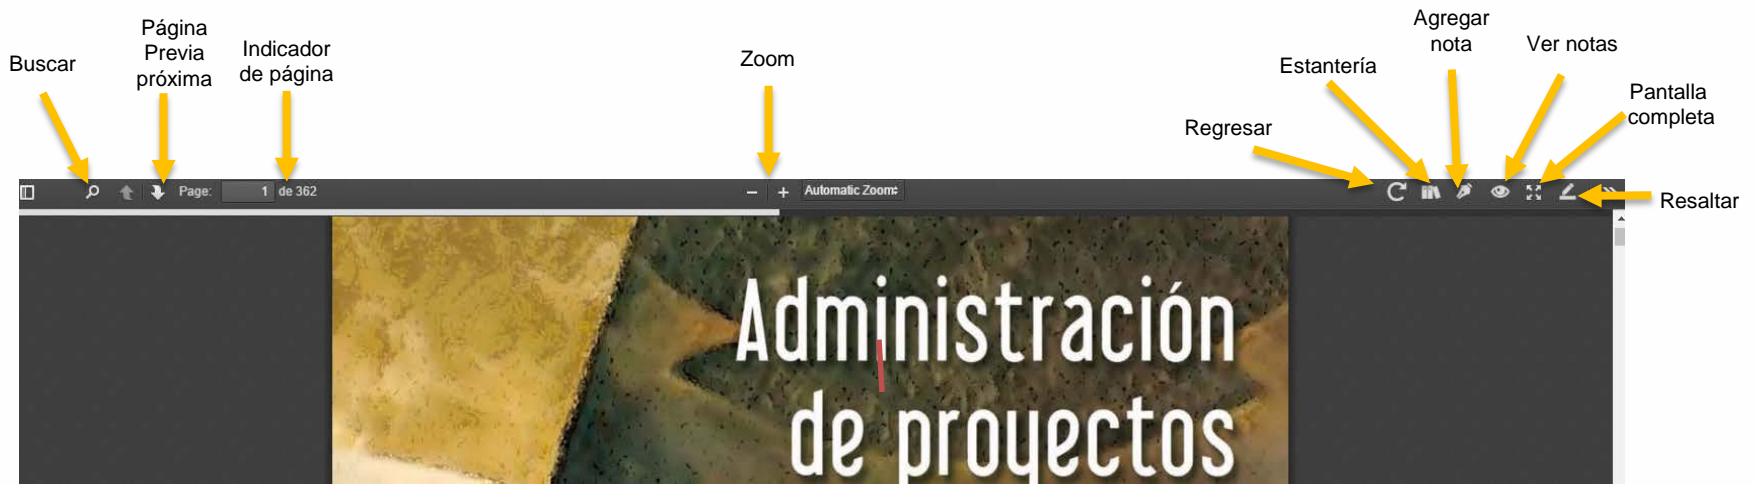 Buscar
Página
Previa
próxima
Indicador
de página
Zoom
Regresar
Estantería
Agregar
nota
Ver notas
Pantalla
completa
Resaltar
Page: 1 de 362
Automatic Zoom
Administración
de proyectos